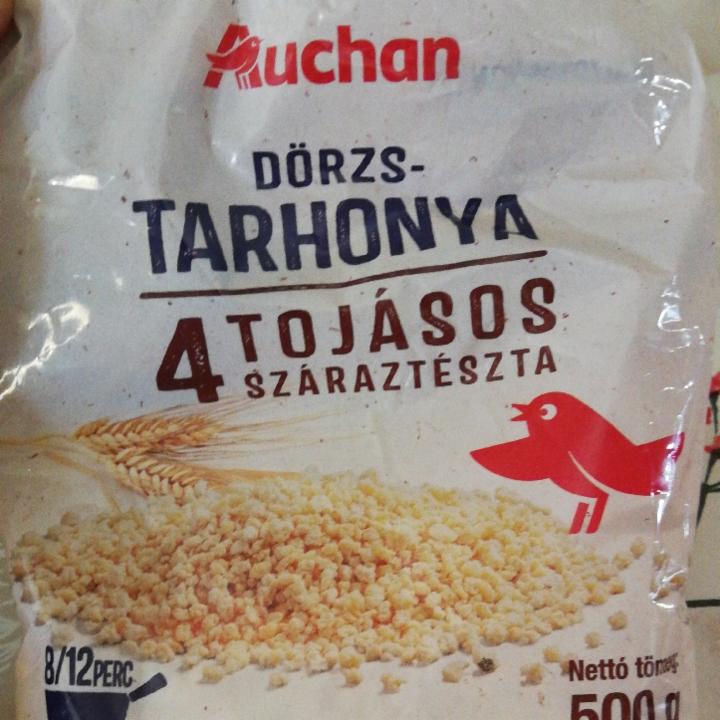 Auchan
DÖRZS-
TARHONYA
4 TOJÁSOS
SZÁRAZTÉSZTA
8/12 PERC
Nettó
500 g